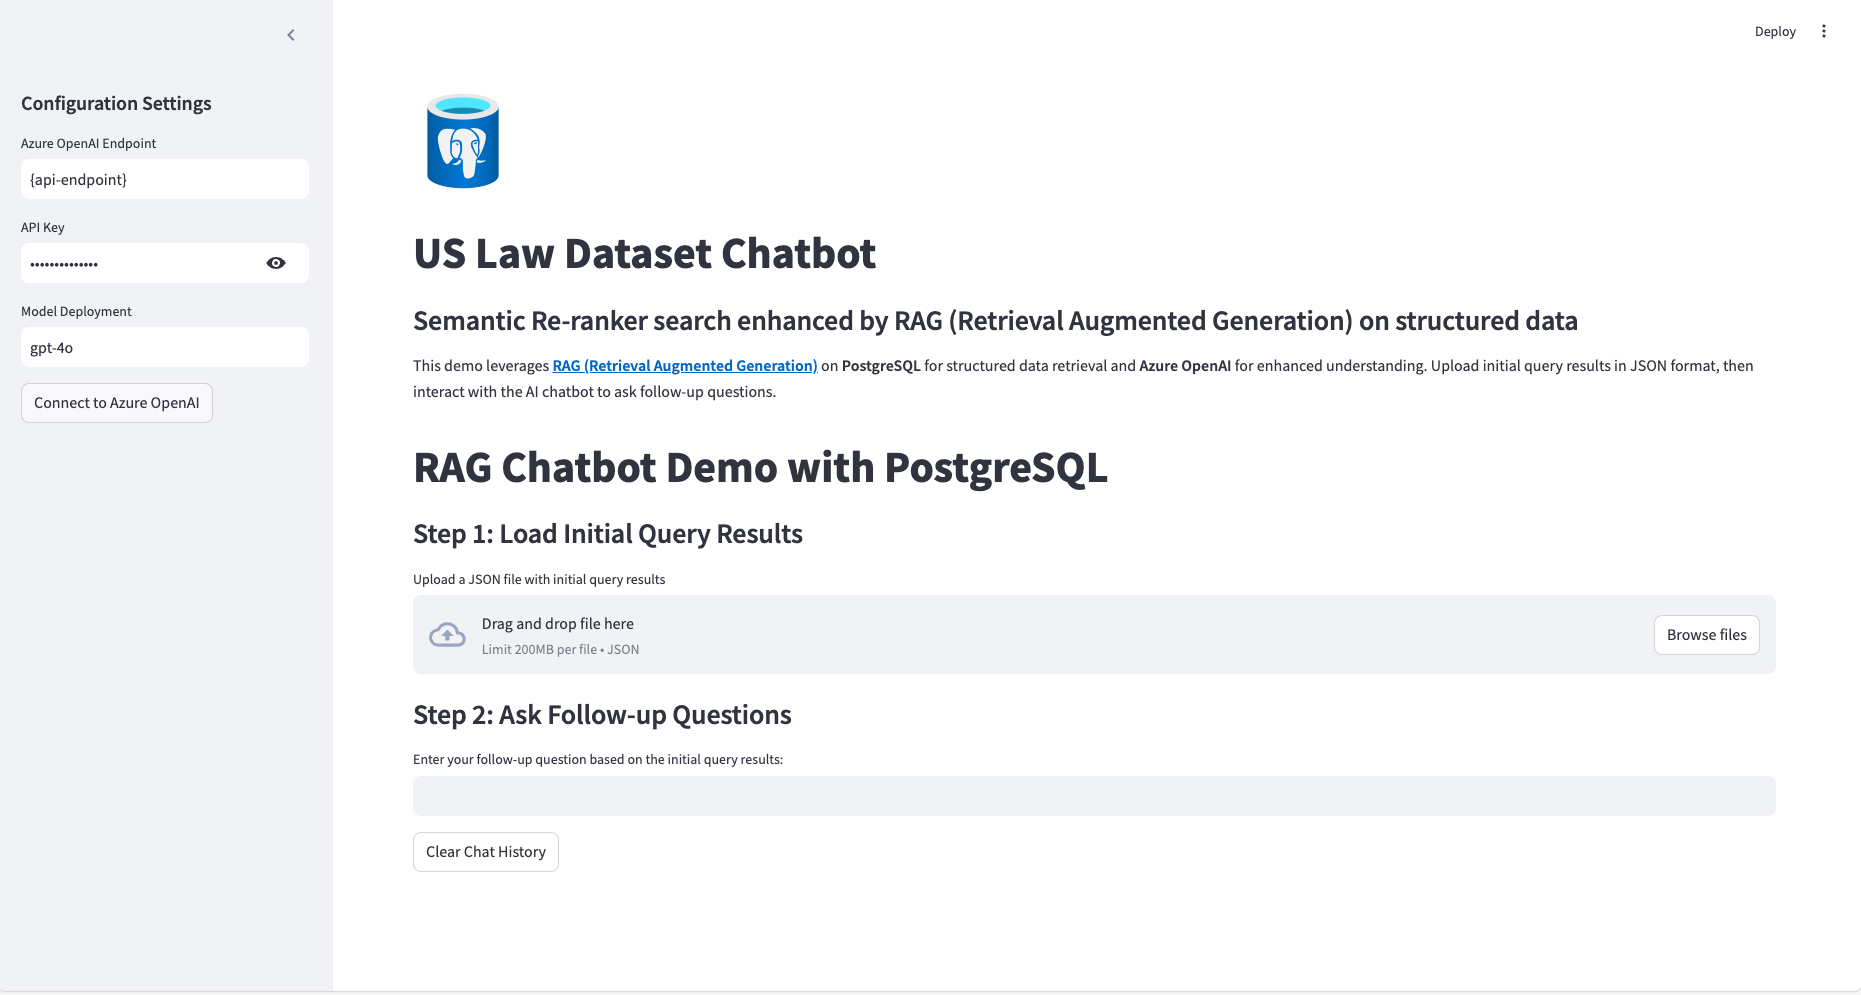 Deploy
Configuration Settings
Azure OpenAI Endpoint
{api-endpoint}
API Key
••••••••••••••
Model Deployment
gpt-4o
Connect to Azure OpenAI
US Law Dataset Chatbot
Semantic Re-ranker search enhanced by RAG (Retrieval Augmented Generation) on structured data
This demo leverages RAG (Retrieval Augmented Generation) on PostgreSQL for structured data retrieval and Azure OpenAI for enhanced understanding. Upload initial query results in JSON format, then
interact with the AI chatbot to ask follow-up questions.
RAG Chatbot Demo with PostgreSQL
Step 1: Load Initial Query Results
Upload a JSON file with initial query results
Drag and drop file here
Limit 200MB per file • JSON
Browse files
Step 2: Ask Follow-up Questions
Enter your follow-up question based on the initial query results:
Clear Chat History